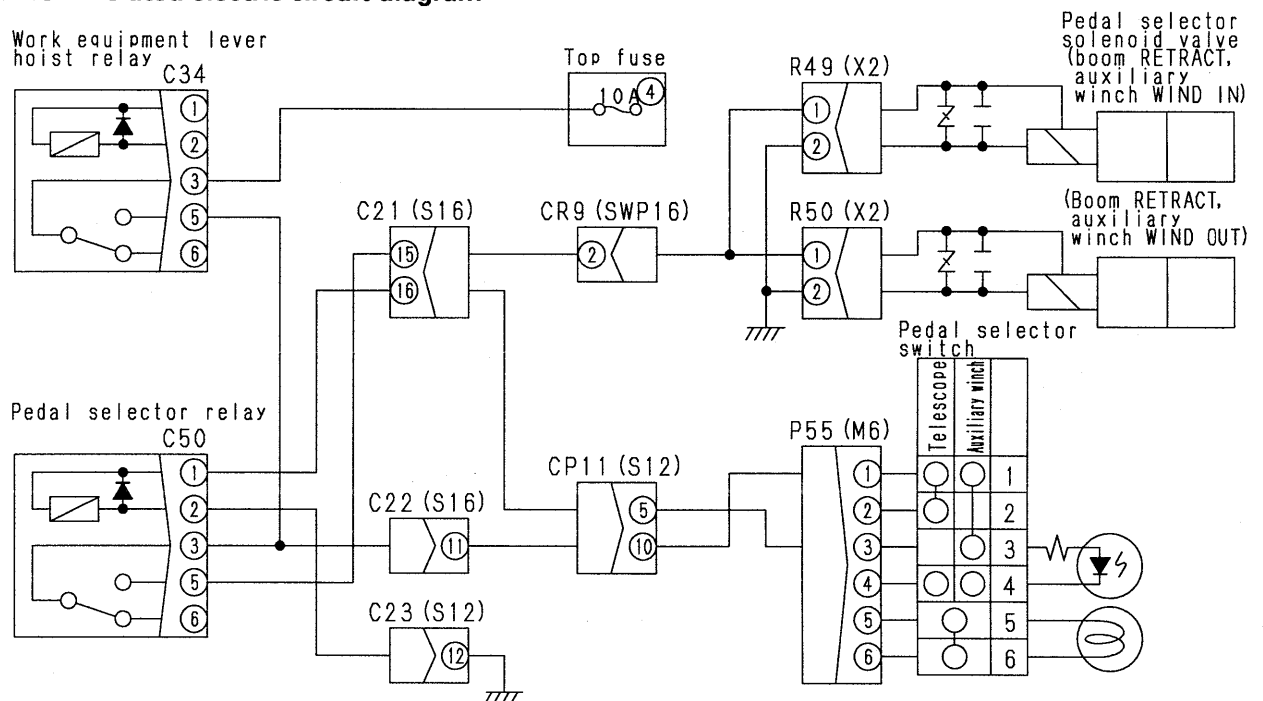 Work equipment lever
hoist relay
C34
1
2
3
5
6
Top fuse
10A
4
R49 (X2)
1
2
Pedal selector
solenoid valve
(boom RETRACT,
auxiliary
winch WIND IN)
C21 (S16)
15
16
CR9 (SWP16)
2
R50 (X2)
1
2
(Boom RETRACT,
auxiliary
winch WIND OUT)
Pedal selector
switch
Telescope
Auxiliary winch
1
2
3
4
5
6
Pedal selector relay
C50
1
2
3
5
6
C22 (S16)
11
C23 (S12)
12
CP11 (S12)
5
10
P55 (M6)
1
2
3
4
5
6